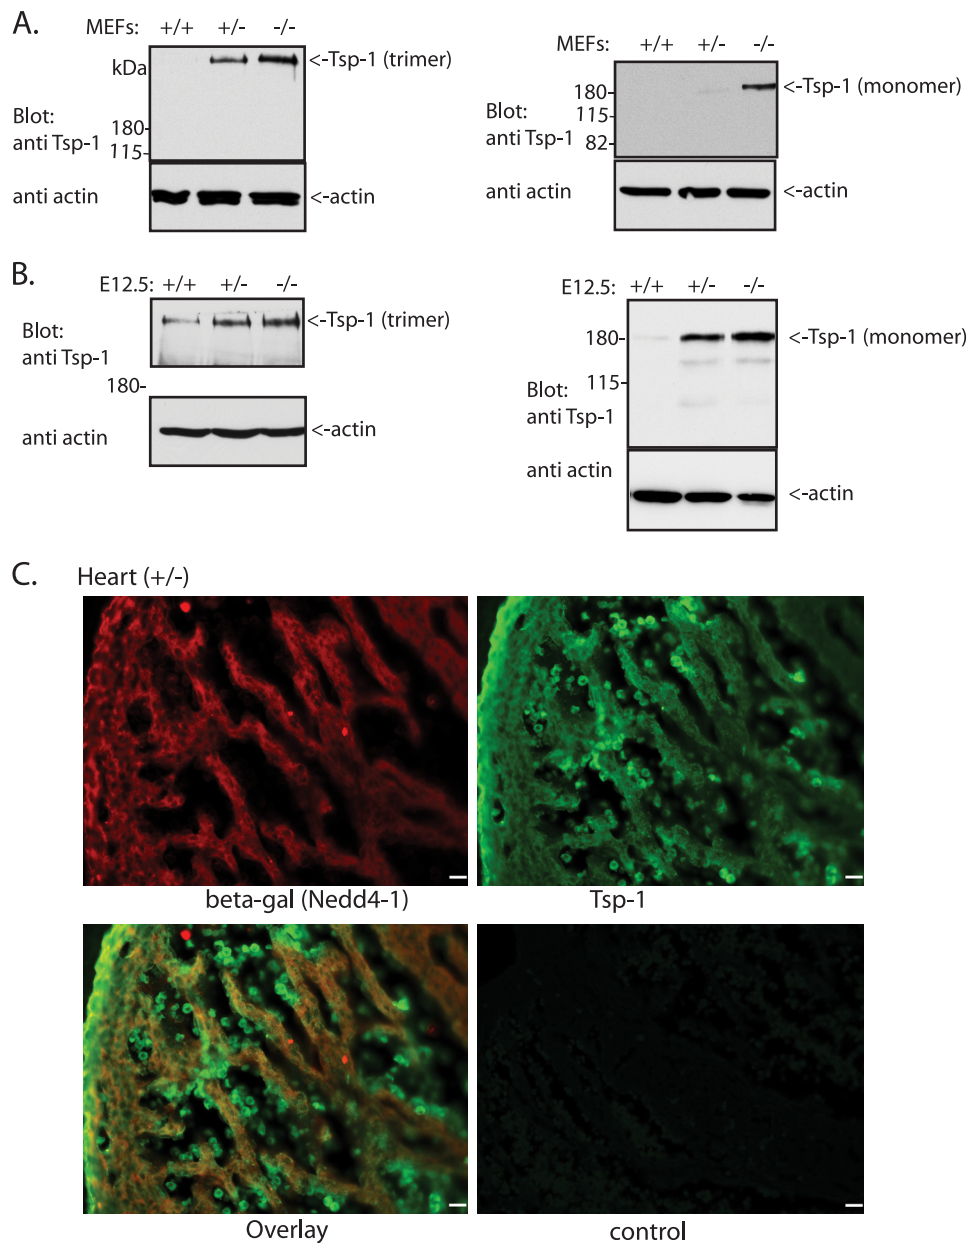 A.
MEFs: +/+ +/- -/-
kDa
<-Tsp-1 (trimer)
Blot:
anti Tsp-1
180-
115-
anti actin
<-actin
MEFs: +/+ +/- -/-
<-Tsp-1 (monomer)
Blot:
anti Tsp-1
180-
115-
82-
anti actin
<-actin
B.
E12.5: +/+ +/- -/-
<-Tsp-1 (trimer)
Blot:
anti Tsp-1
180-
anti actin
<-actin
E12.5: +/+ +/- -/-
180-
<-Tsp-1 (monomer)
115-
Blot:
anti Tsp-1
anti actin
<-actin
C.
Heart (+/-)
beta-gal (Nedd4-1)
Tsp-1
Overlay
control